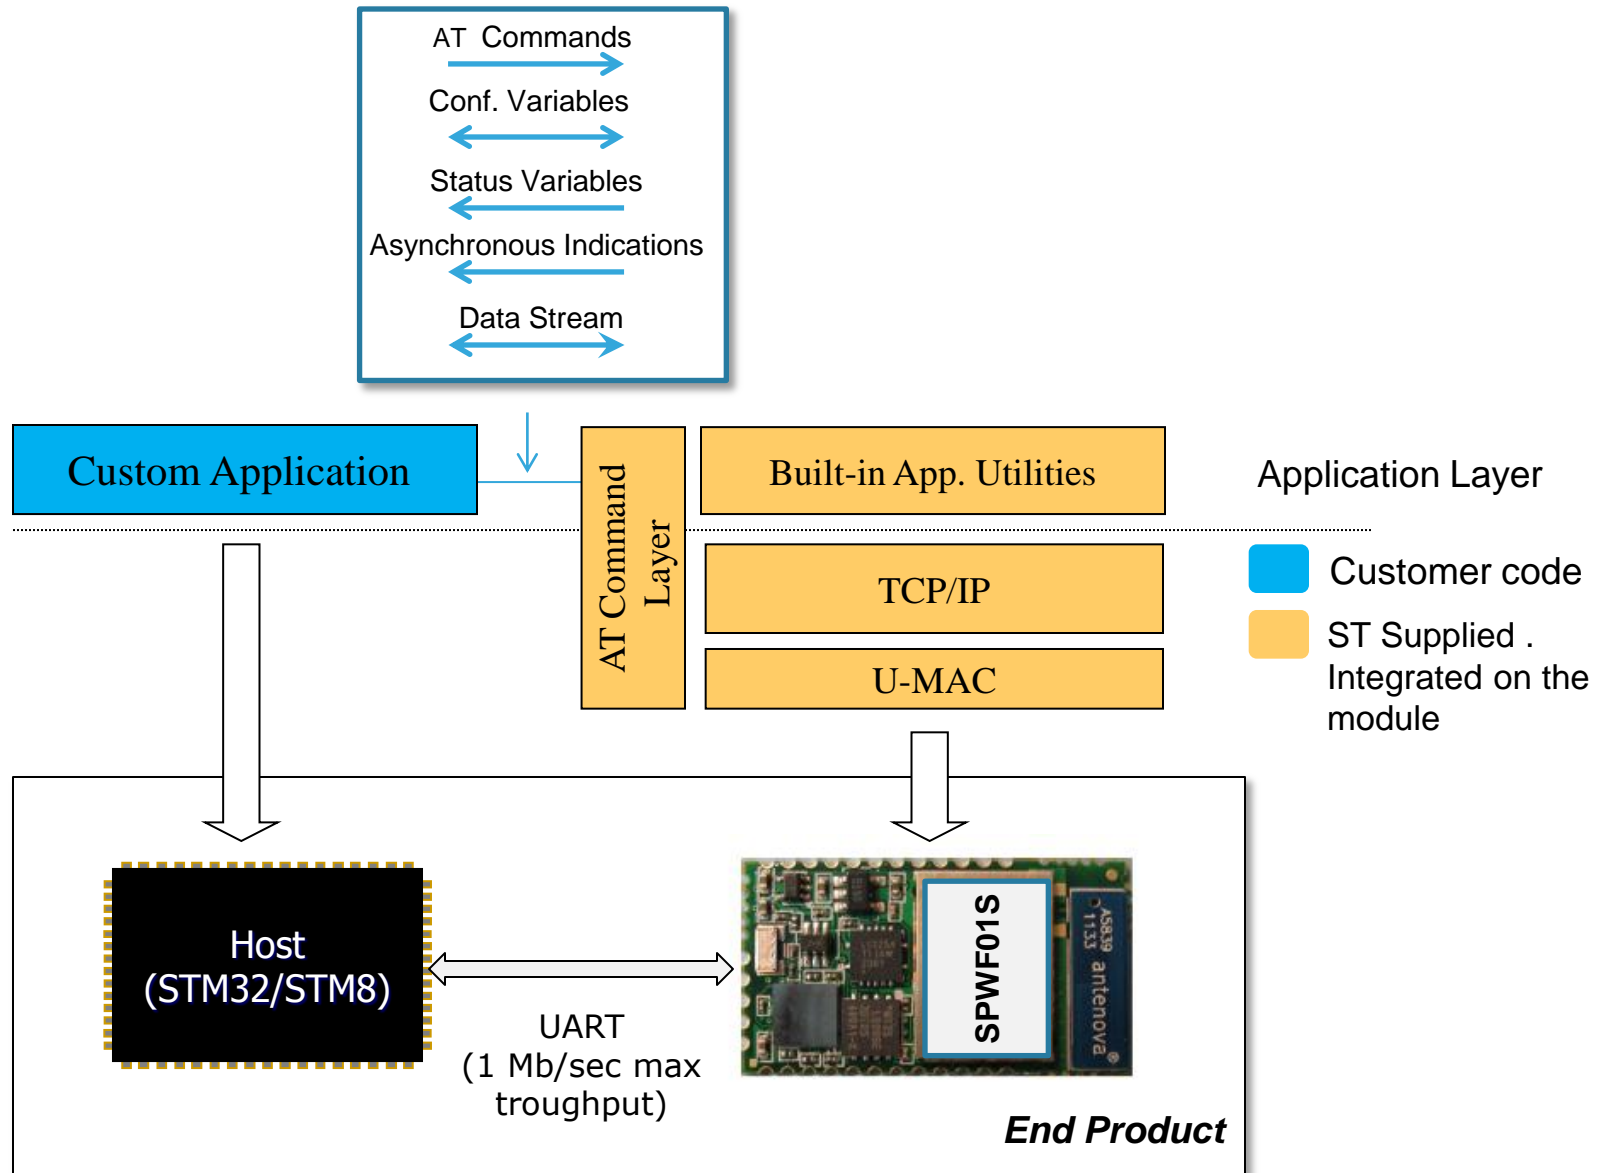 AT Commands
Conf. Variables
Status Variables
Asynchronous Indications
Data Stream
Custom Application
AT Command
Layer
Built-in App. Utilities
Application Layer
TCP/IP
U-MAC
Customer code
ST Supplied .
Integrated on the
module
Host
(STM32/STM8)
UART
(1 Mb/sec max
troughput)
SPWF01S
A5839
1133
antenova®
End Product